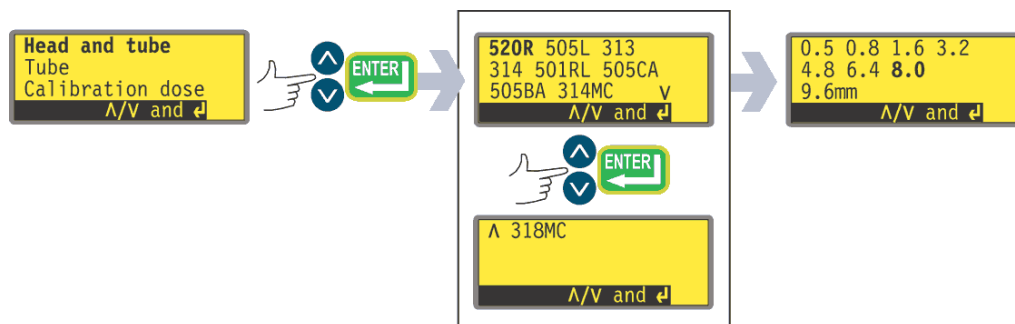 Head and tube
Tube
Calibration dose
Λ/V and ↲
ENTER
520R 505L 313
314 501RL 505CA
505BA 314MC V
Λ/V and ↲
ENTER
Λ 318MC
Λ/V and ↲
0.5 0.8 1.6 3.2
4.8 6.4 8.0
9.6mm
Λ/V and ↲